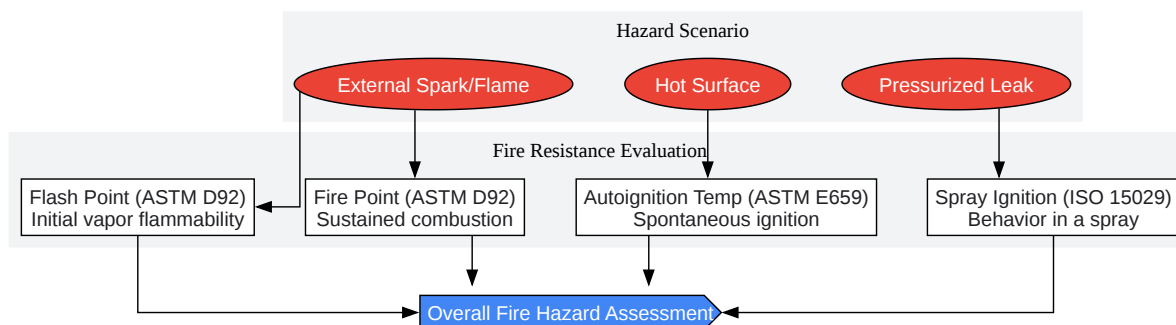 Hazard Scenario
External Spark/Flame
Hot Surface
Pressurized Leak
Fire Resistance Evaluation
Flash Point (ASTM D92)
Initial vapor flammability
Fire Point (ASTM D92)
Sustained combustion
Autoignition Temp (ASTM E659)
Spontaneous ignition
Spray Ignition (ISO 15029)
Behavior in a spray
Overall Fire Hazard Assessment